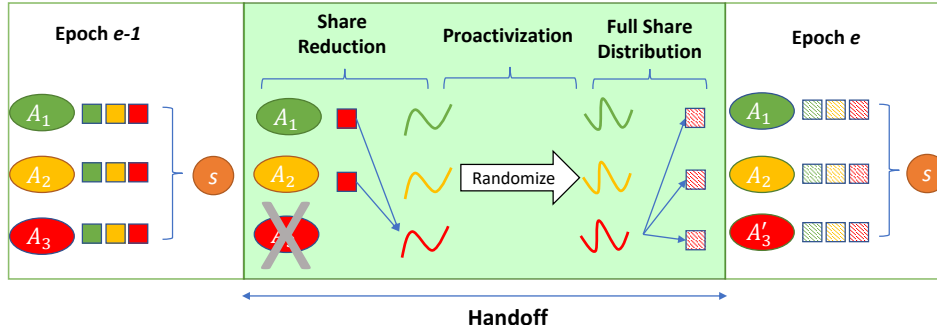 Epoch e-1
Share
Reduction
Proactivization
Full Share
Distribution
Epoch e
A1
A1
A1
A2
s
A2
Randomize
A2
s
A3
A′3
Handoff